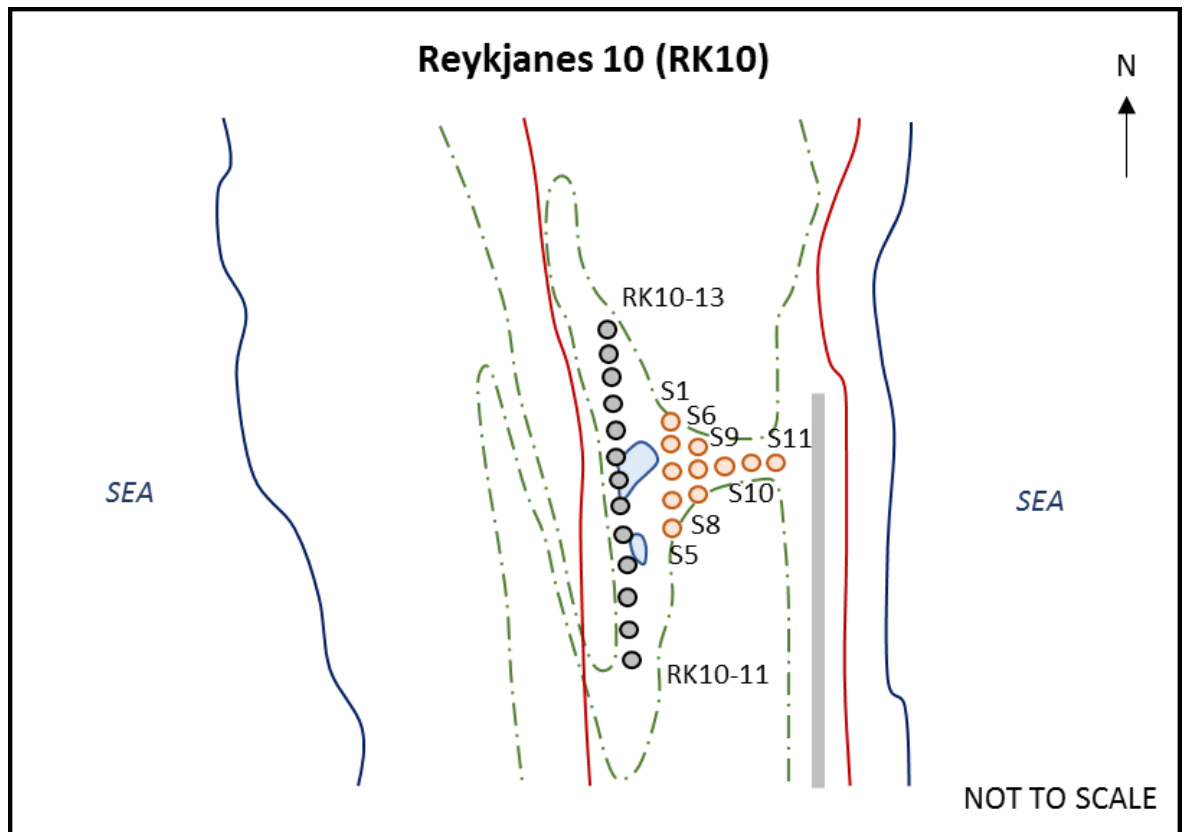 Reykjanes 10 (RK10)
N
RK10-13
S1
S6
S9
S11
SEA
S10
SEA
S8
S5
RK10-11
NOT TO SCALE